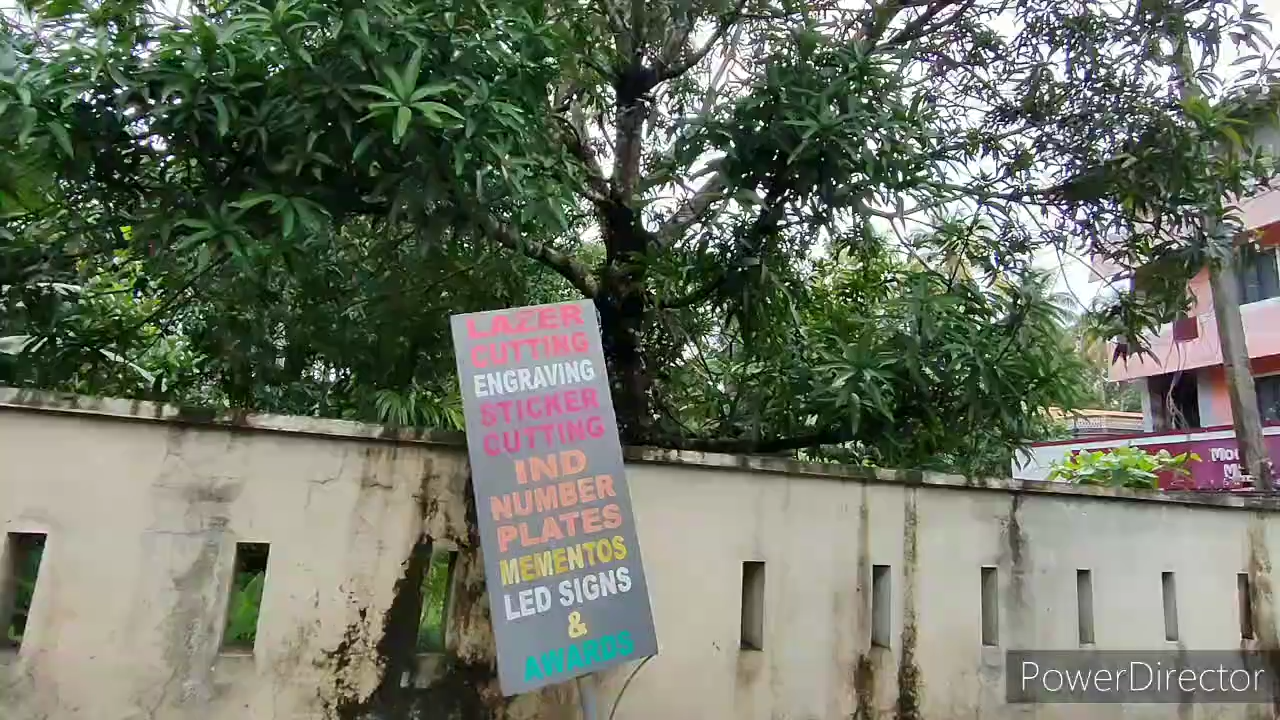 LAZER
CUTTING
ENGRAVING
STICKER
CUTTING
IND
NUMBER
PLATES
MEMENTOS
LED SIGNS
&
AWARDS
PowerDirector